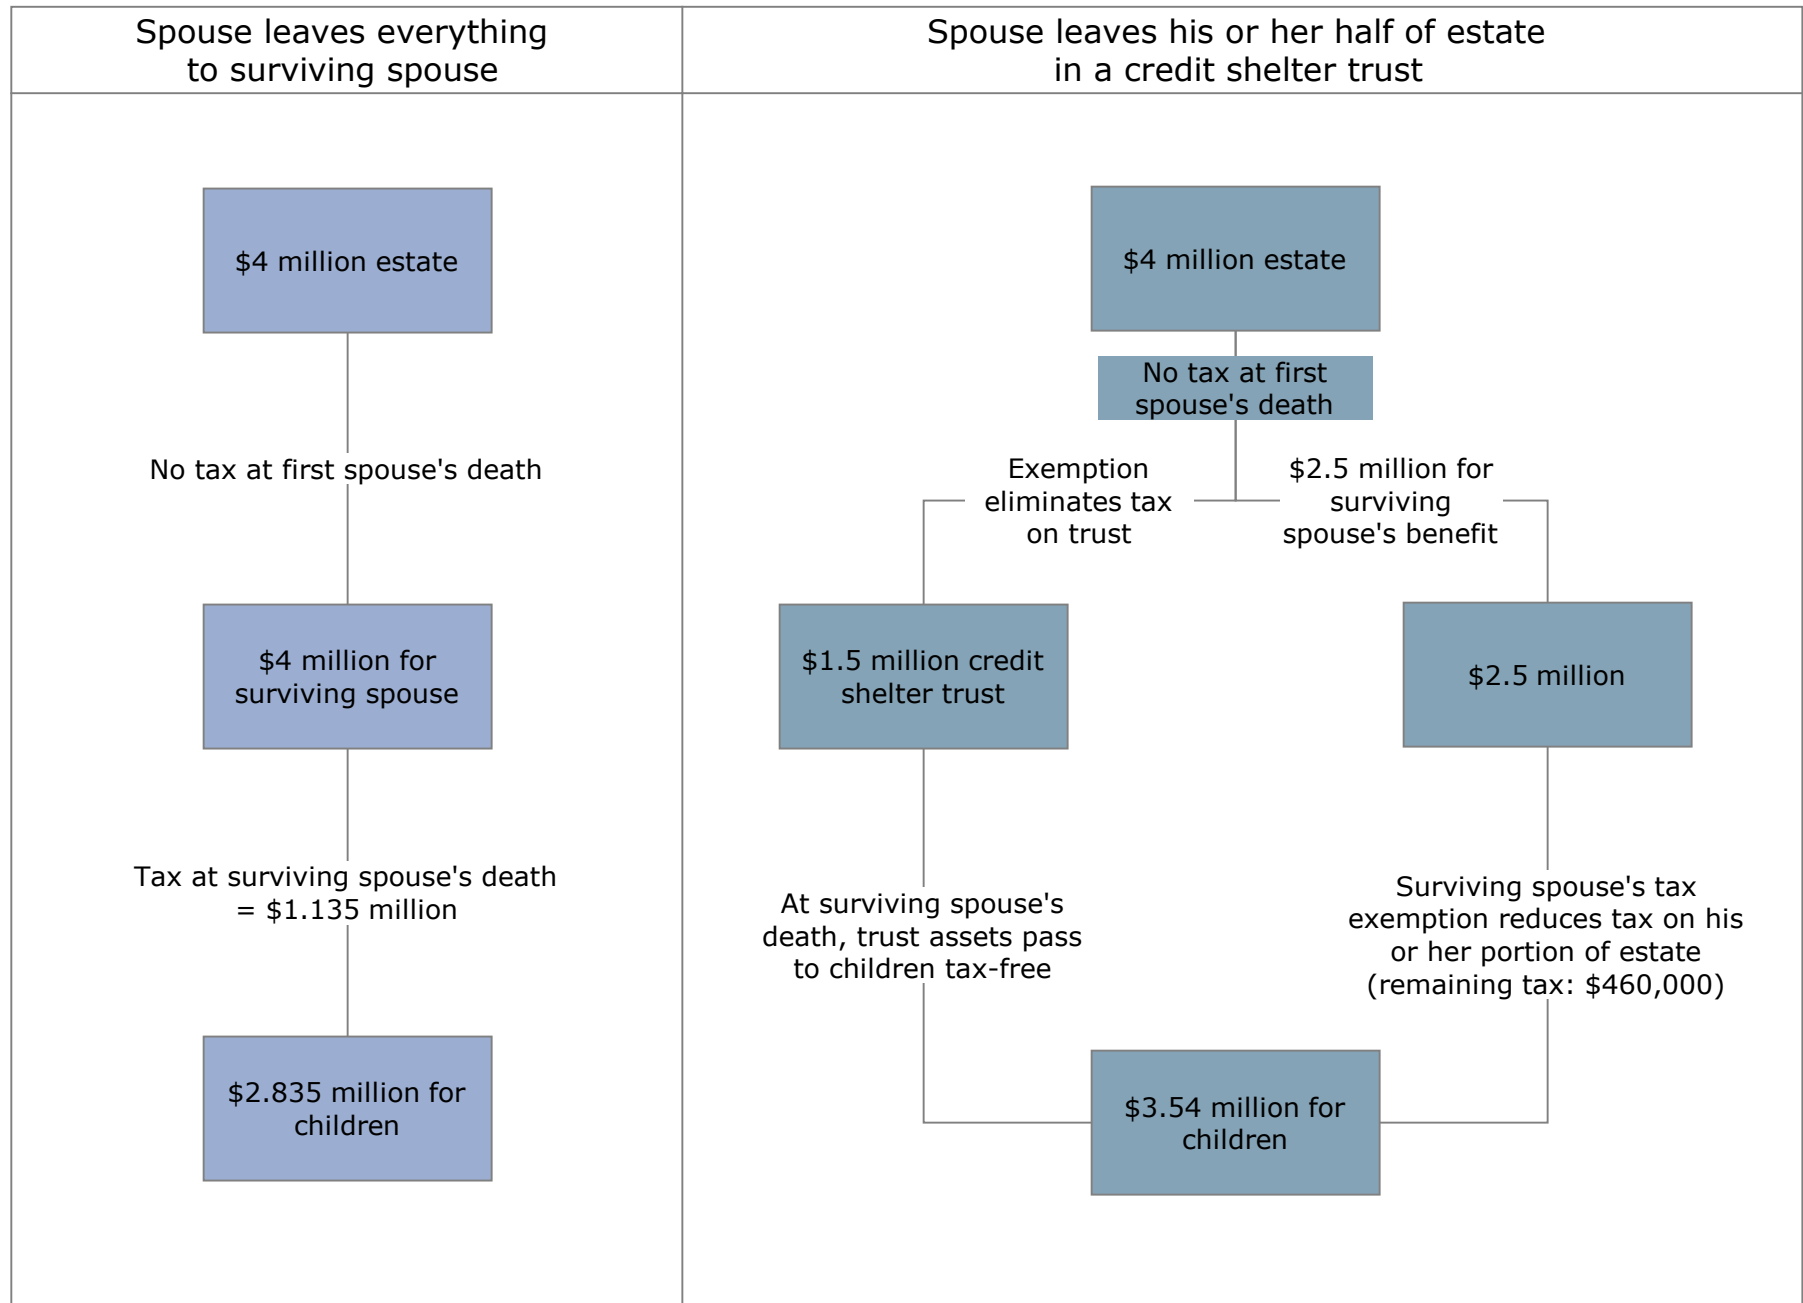 Spouse leaves everything
to surviving spouse
Spouse leaves his or her half of estate
in a credit shelter trust
$4 million estate
No tax at first spouse's death
$4 million for
surviving spouse
Tax at surviving spouse's death
= $1.135 million
$2.835 million for
children
$4 million estate
No tax at first
spouse's death
Exemption
eliminates tax
on trust
$2.5 million for
surviving
spouse's benefit
$1.5 million credit
shelter trust
$2.5 million
At surviving spouse's
death, trust assets pass
to children tax-free
Surviving spouse's tax
exemption reduces tax on his
or her portion of estate
(remaining tax: $460,000)
$3.54 million for
children